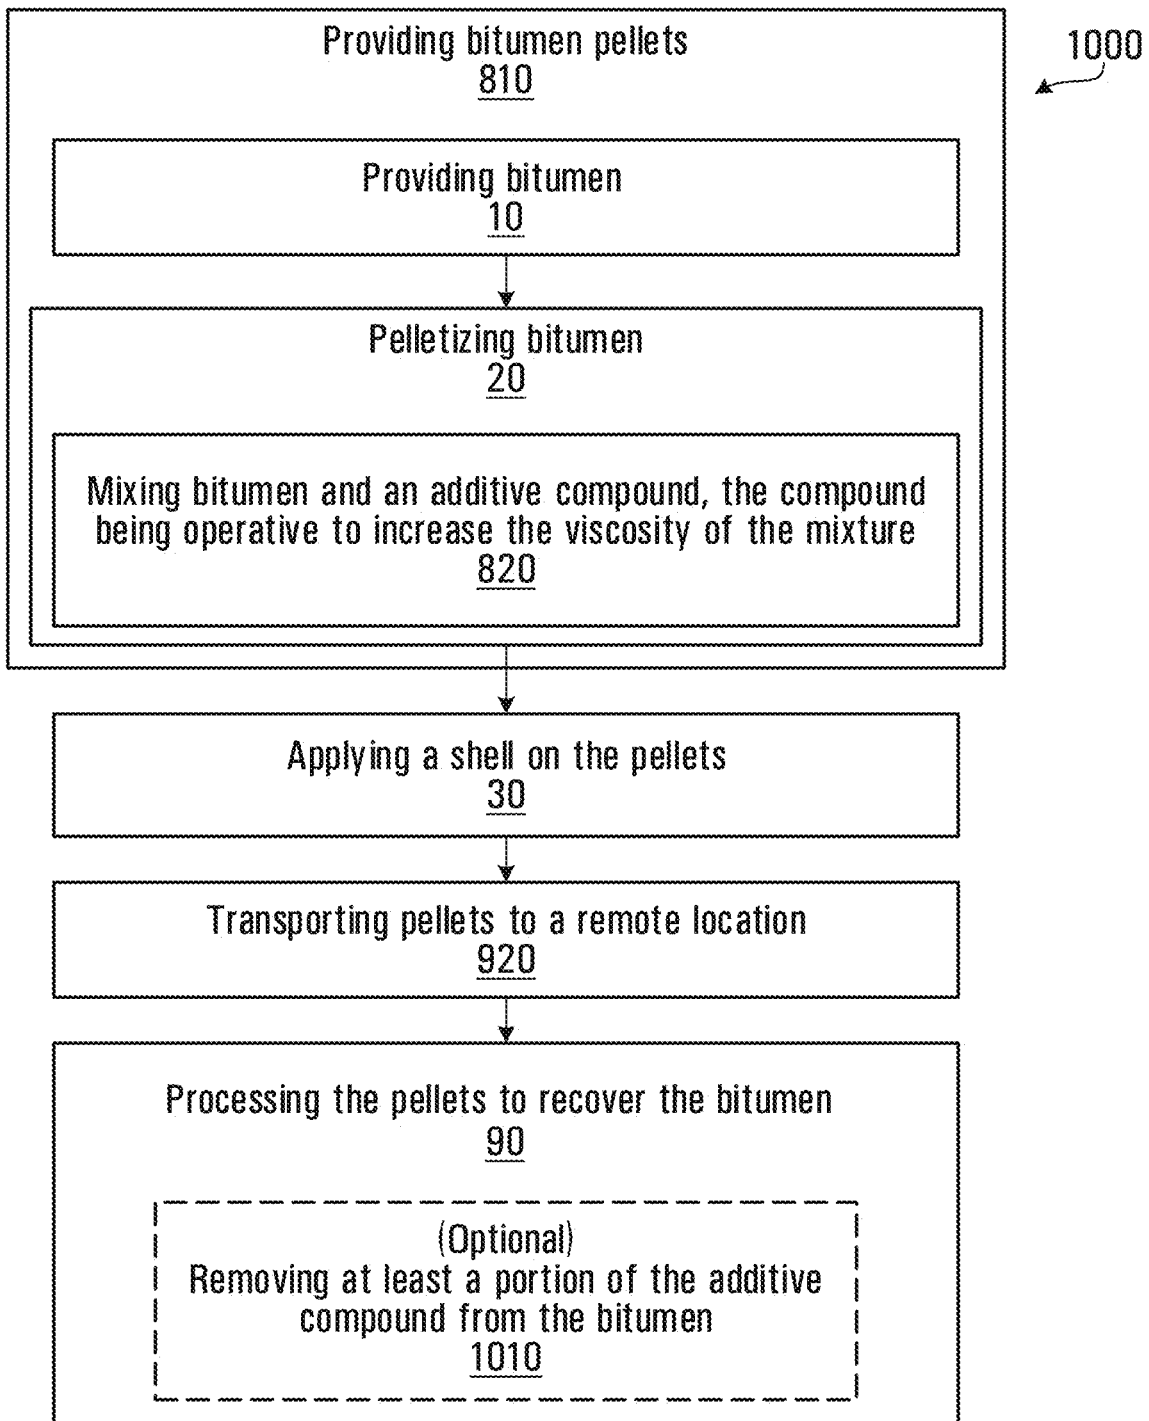 Providing bitumen pellets
810
1000
Providing bitumen
10
Pelletizing bitumen
20
Mixing bitumen and an additive compound, the compound
being operative to increase the viscosity of the mixture
820
Applying a shell on the pellets
30
Transporting pellets to a remote location
920
Processing the pellets to recover the bitumen
90
(Optional)
Removing at least a portion of the additive
compound from the bitumen
1010